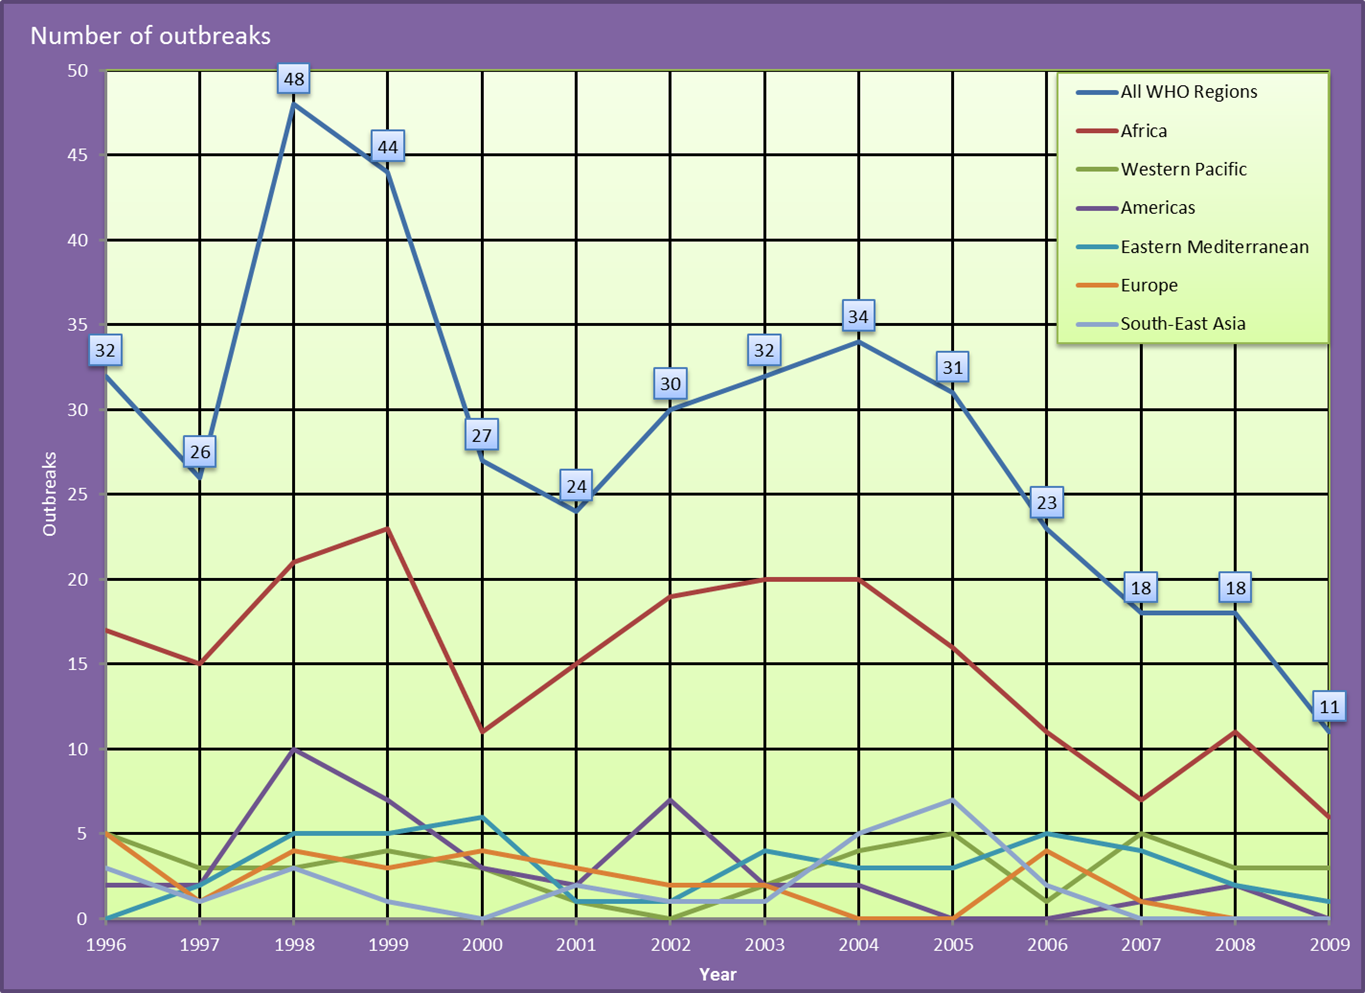 Number of outbreaks
50
45
40
35
30
25
20
15
10
5
0
Outbreaks
32
26
48
44
27
24
30
32
34
31
23
18
18
11
All WHO Regions
Africa
Western Pacific
Americas
Eastern Mediterranean
Europe
South-East Asia
1996 1997 1998 1999 2000 2001 2002 2003 2004 2005 2006 2007 2008 2009
Year